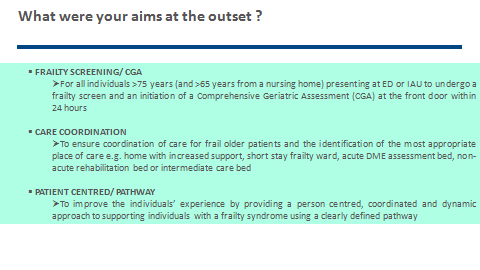 What were your aims at the outset ?
▪ FRAILTY SCREENING/ CGA
➢For all individuals >75 years (and >65 years from a nursing home) presenting at ED or IAU to undergo a
frailty screen and an initiation of a Comprehensive Geriatric Assessment (CGA) at the front door within
24 hours
▪ CARE COORDINATION
➢To ensure coordination of care for frail older patients and the identification of the most appropriate
place of care e.g. home with increased support, short stay frailty ward, acute DME assessment bed, non-
acute rehabilitation bed or intermediate care bed
▪ PATIENT CENTRED/ PATHWAY
➢To improve the individuals’ experience by providing a person centred, coordinated and dynamic
approach to supporting individuals with a frailty syndrome using a clearly defined pathway